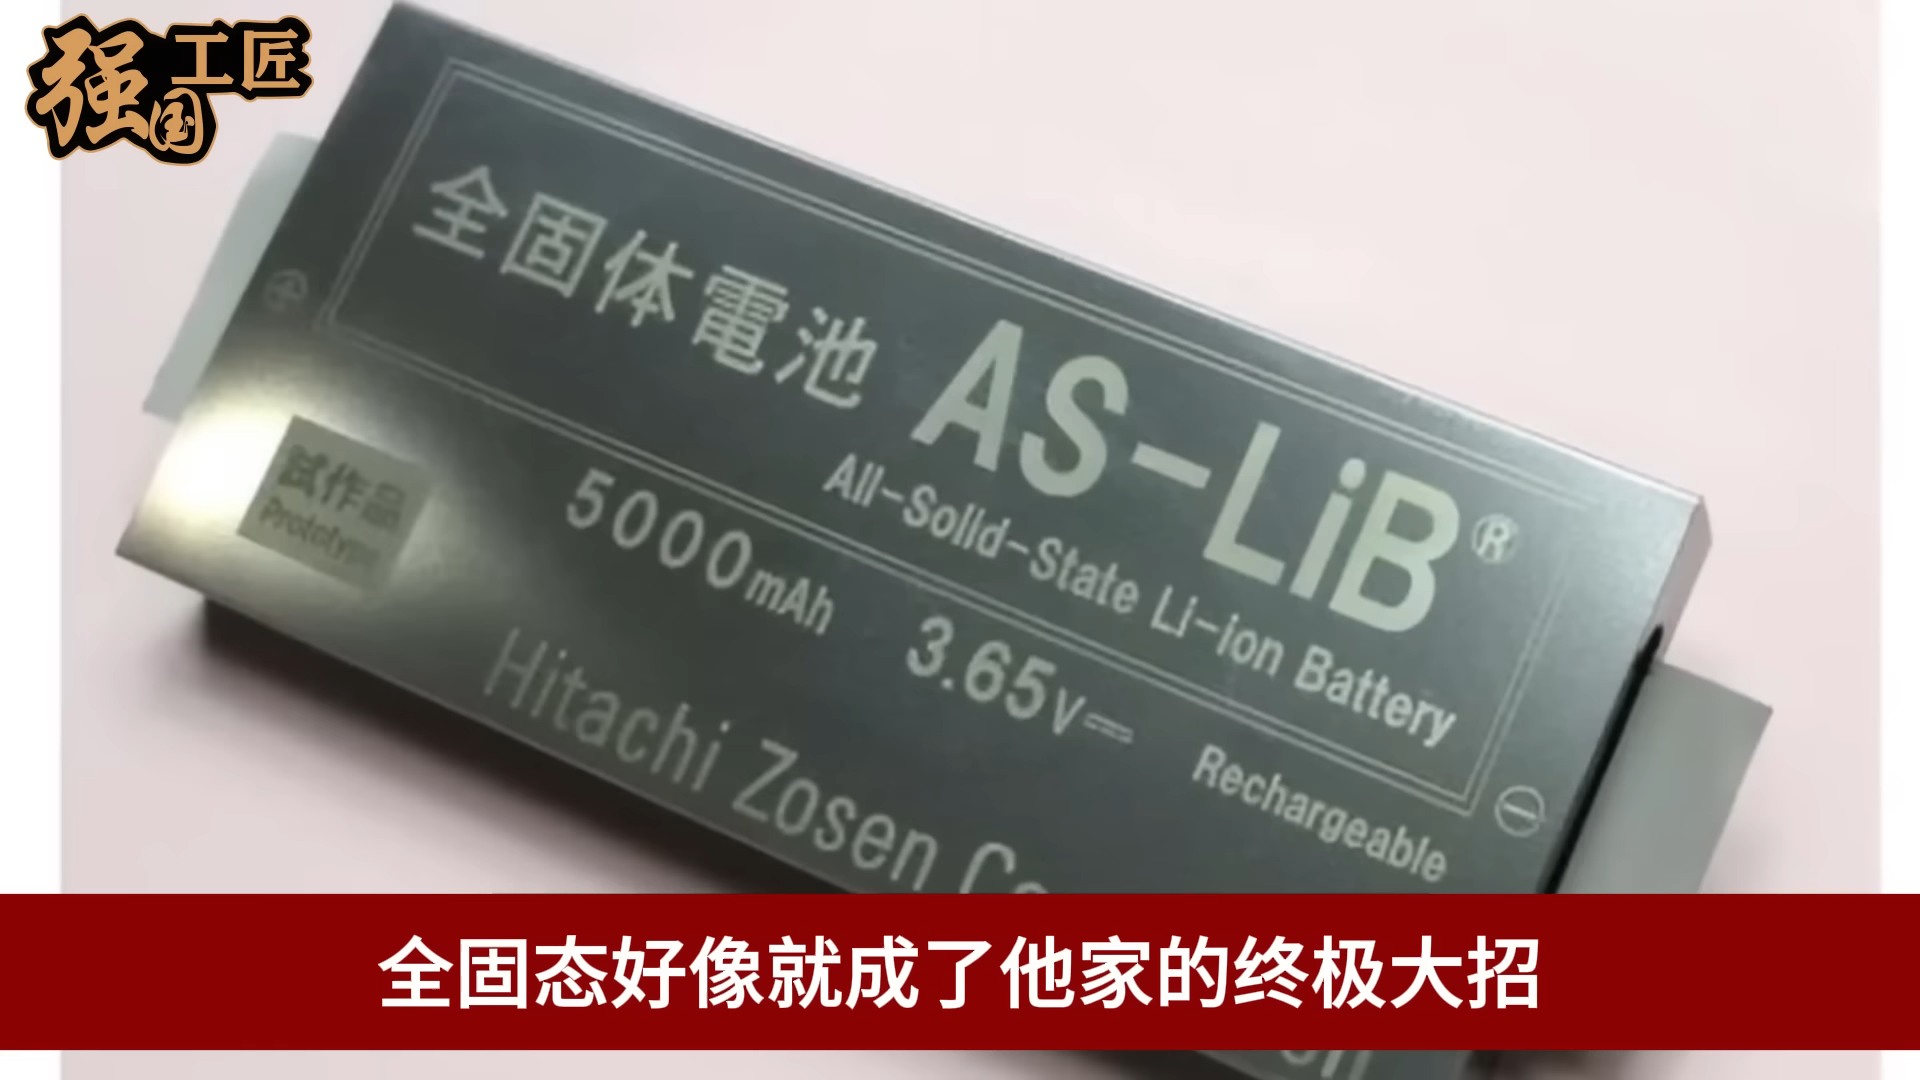 强国工匠
全固体電池 AS-LiB®
All-Solid-State Li-ion Battery
試作品
Prototype
5000mAh 3.65V
Rechargeable
Hitachi Zosen
全固态好像就成了他家的终极大招